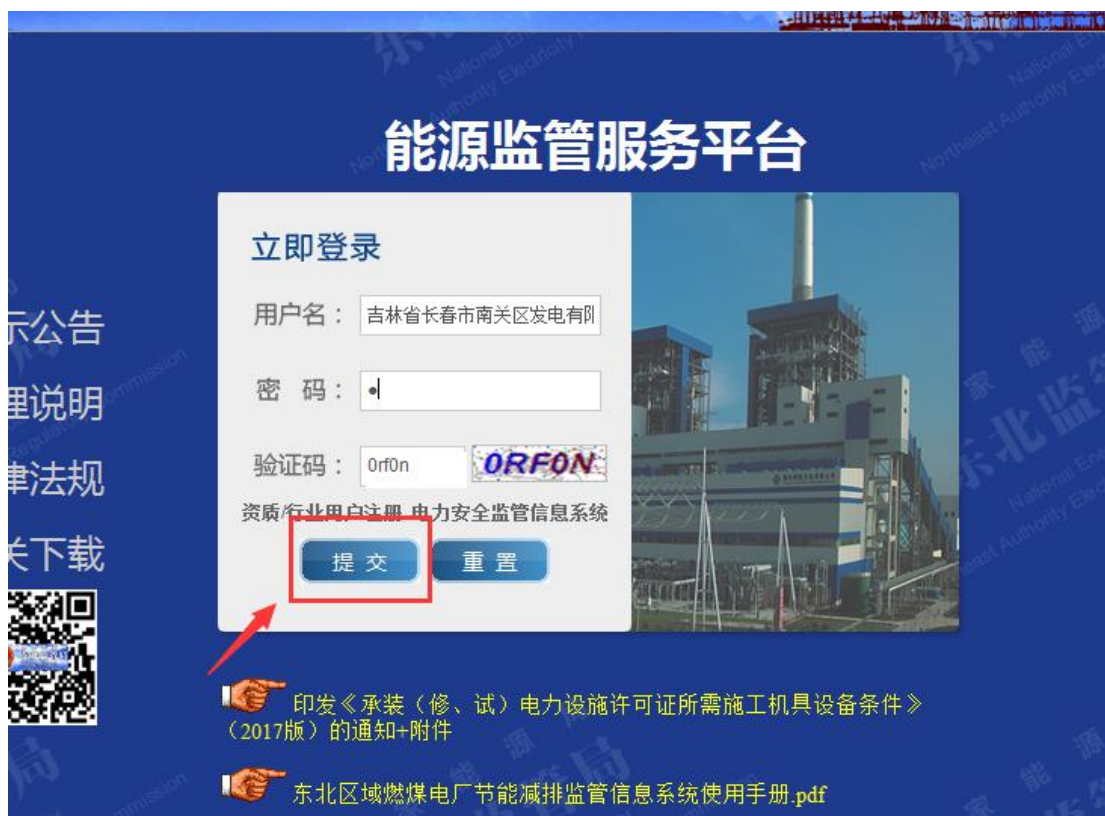 能源监管服务平台
立即登录
用户名：吉林省长春市南关区发电有限
密 码：
验证码：0rf0n 0RF0N
资质/行业用户注册 电力安全监管信息系统
提 交 重 置
示公告
理说明
律法规
关下载
印发《承装（修、试）电力设施许可证所需施工机具设备条件》
（2017版）的通知+附件
东北区域燃煤电厂节能减排监管信息系统使用手册.pdf